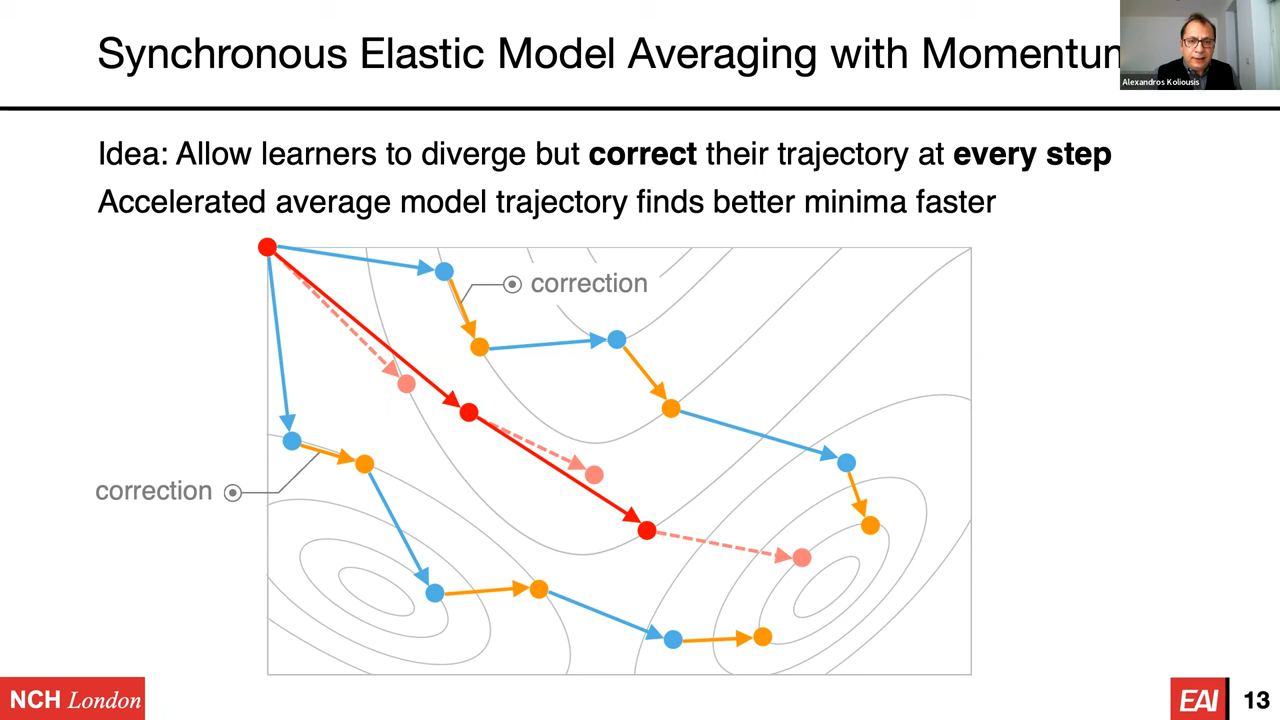 Synchronous Elastic Model Averaging with Momentum
Alexandros Koliousis
Idea: Allow learners to diverge but correct their trajectory at every step
Accelerated average model trajectory finds better minima faster
correction
correction
NCH London
EAI
13